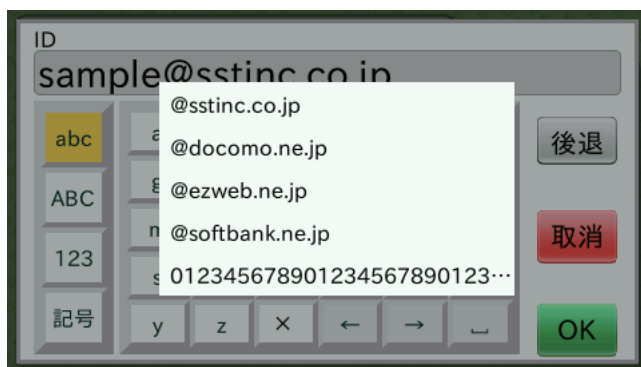 ID
sample@sstinc.co.jp
@sstinc.co.jp
@docomo.ne.jp
@ezweb.ne.jp
@softbank.ne.jp
012345678901234567890123…
abc
ABC
123
記号
y z × ← → ⎵
後退
取消
OK